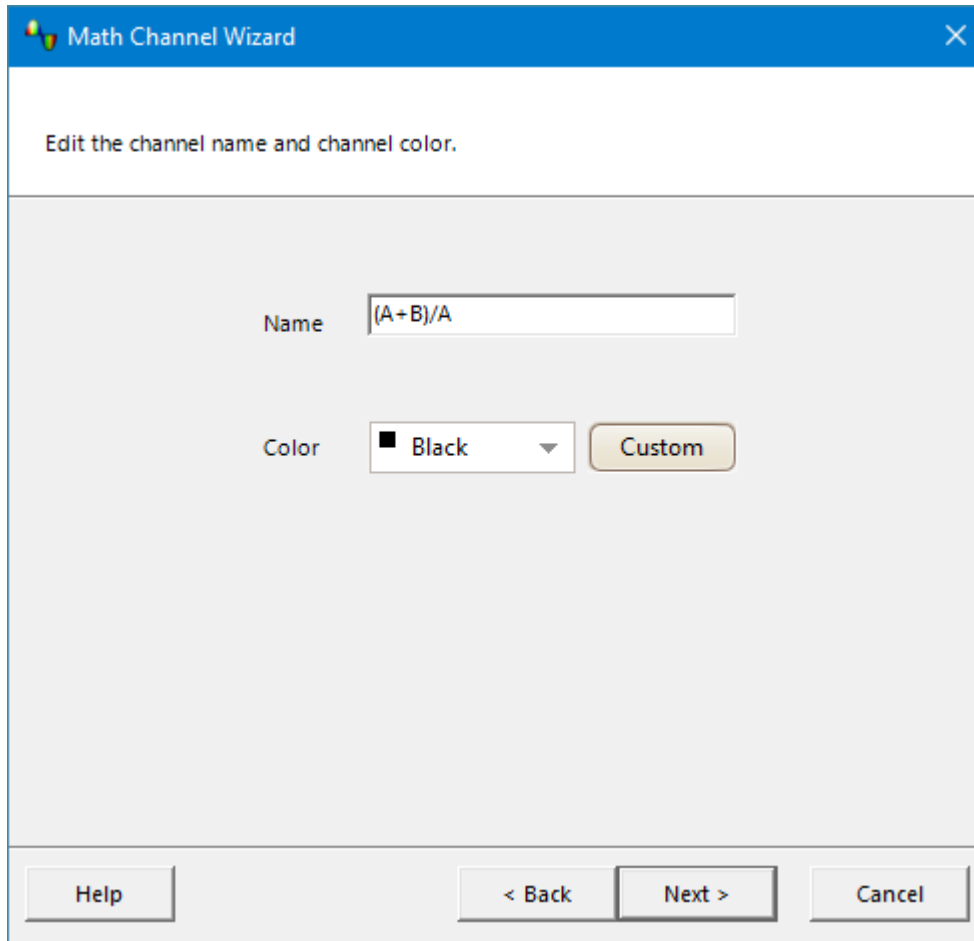 Math Channel Wizard
Edit the channel name and channel color.
Name (A+B)/A
Color Black Custom
Help < Back Next > Cancel